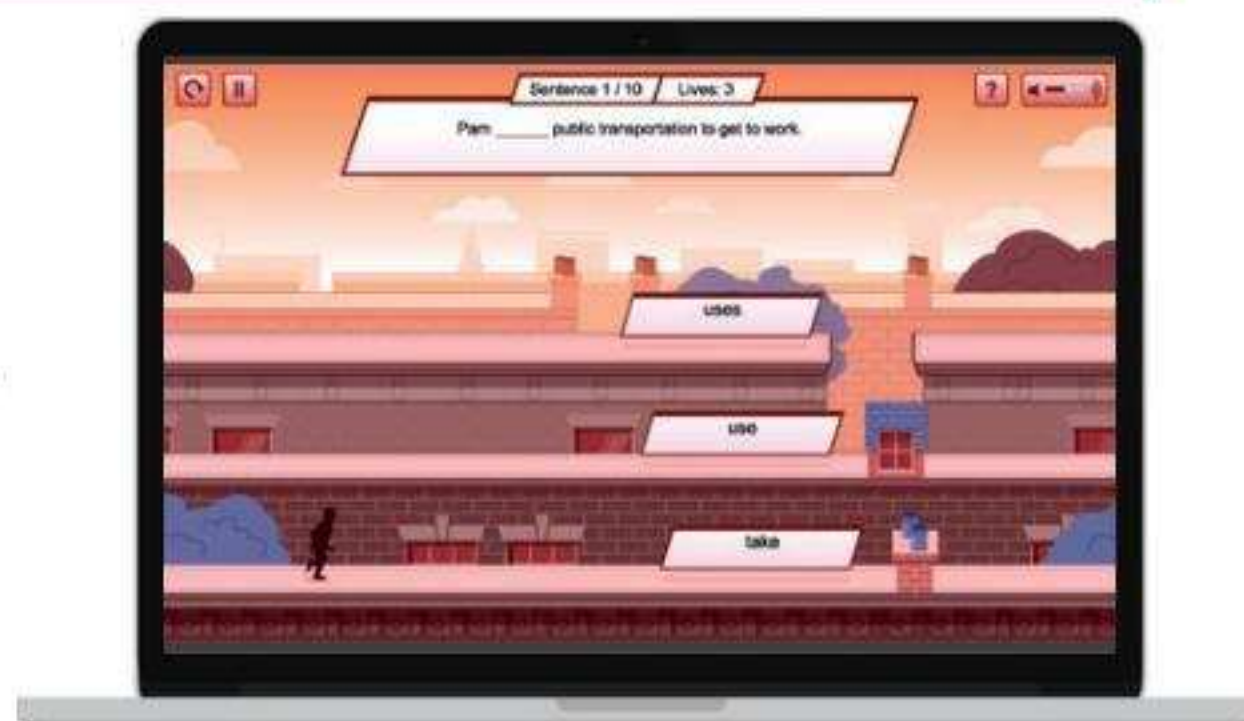 Sentence 1 / 10 Lives: 3
?
Pam ______ public transportation to get to work.
uses
use
take